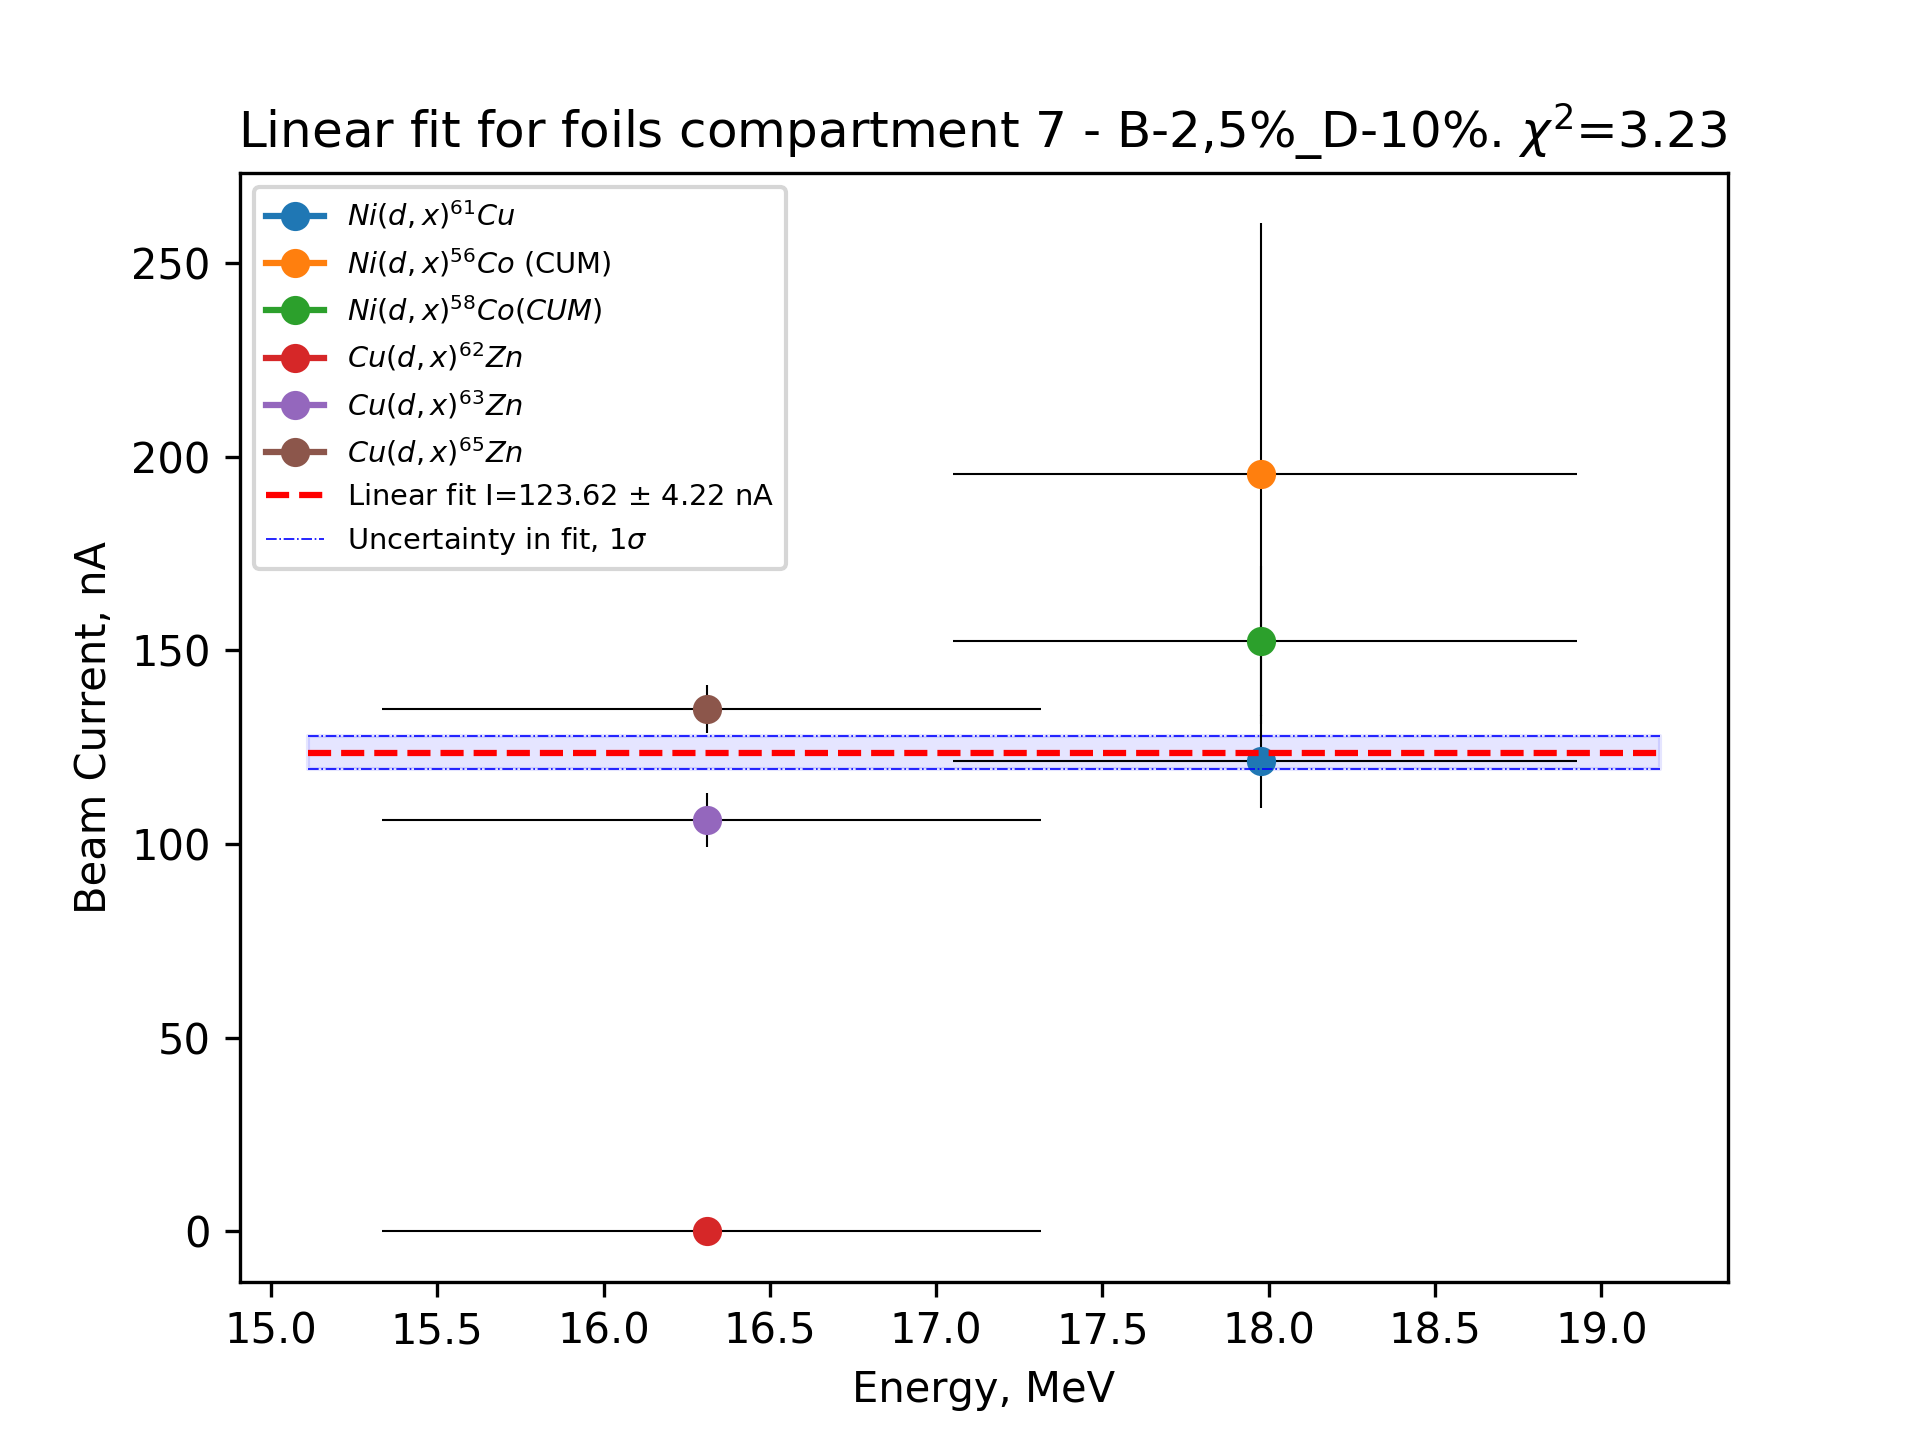 Linear fit for foils compartment 7 - B-2,5%_D-10%. χ²=3.23
Ni(d,x)⁶¹Cu
Ni(d,x)⁵⁶Co (CUM)
Ni(d,x)⁵⁸Co(CUM)
Cu(d,x)⁶²Zn
Cu(d,x)⁶³Zn
Cu(d,x)⁶⁵Zn
Linear fit I=123.62 ± 4.22 nA
Uncertainty in fit, 1σ
Beam Current, nA
250
200
150
100
50
0
15.0 15.5 16.0 16.5 17.0 17.5 18.0 18.5 19.0
Energy, MeV